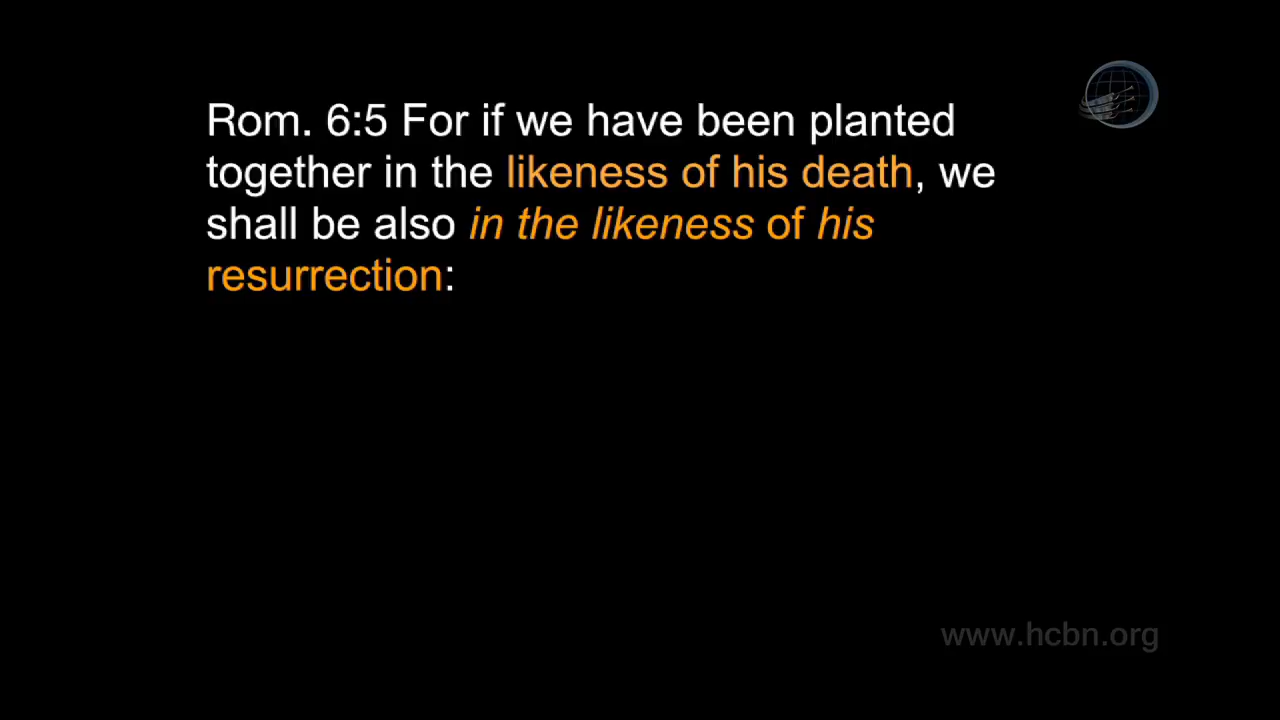 Rom. 6:5 For if we have been planted
together in the likeness of his death, we
shall be also in the likeness of his
resurrection:
www.hcbn.org